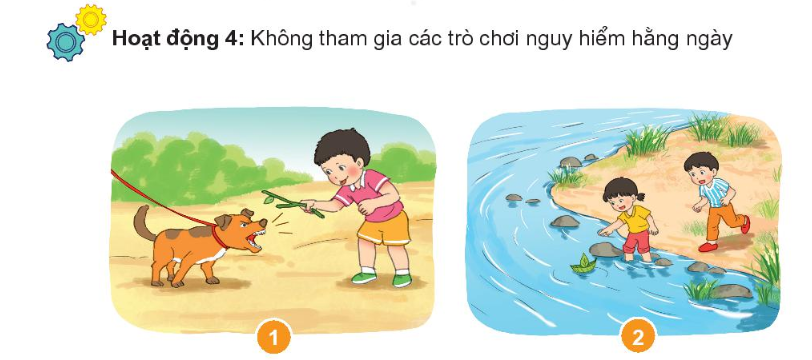 Hoạt động 4: Không tham gia các trò chơi nguy hiểm hằng ngày
1
2